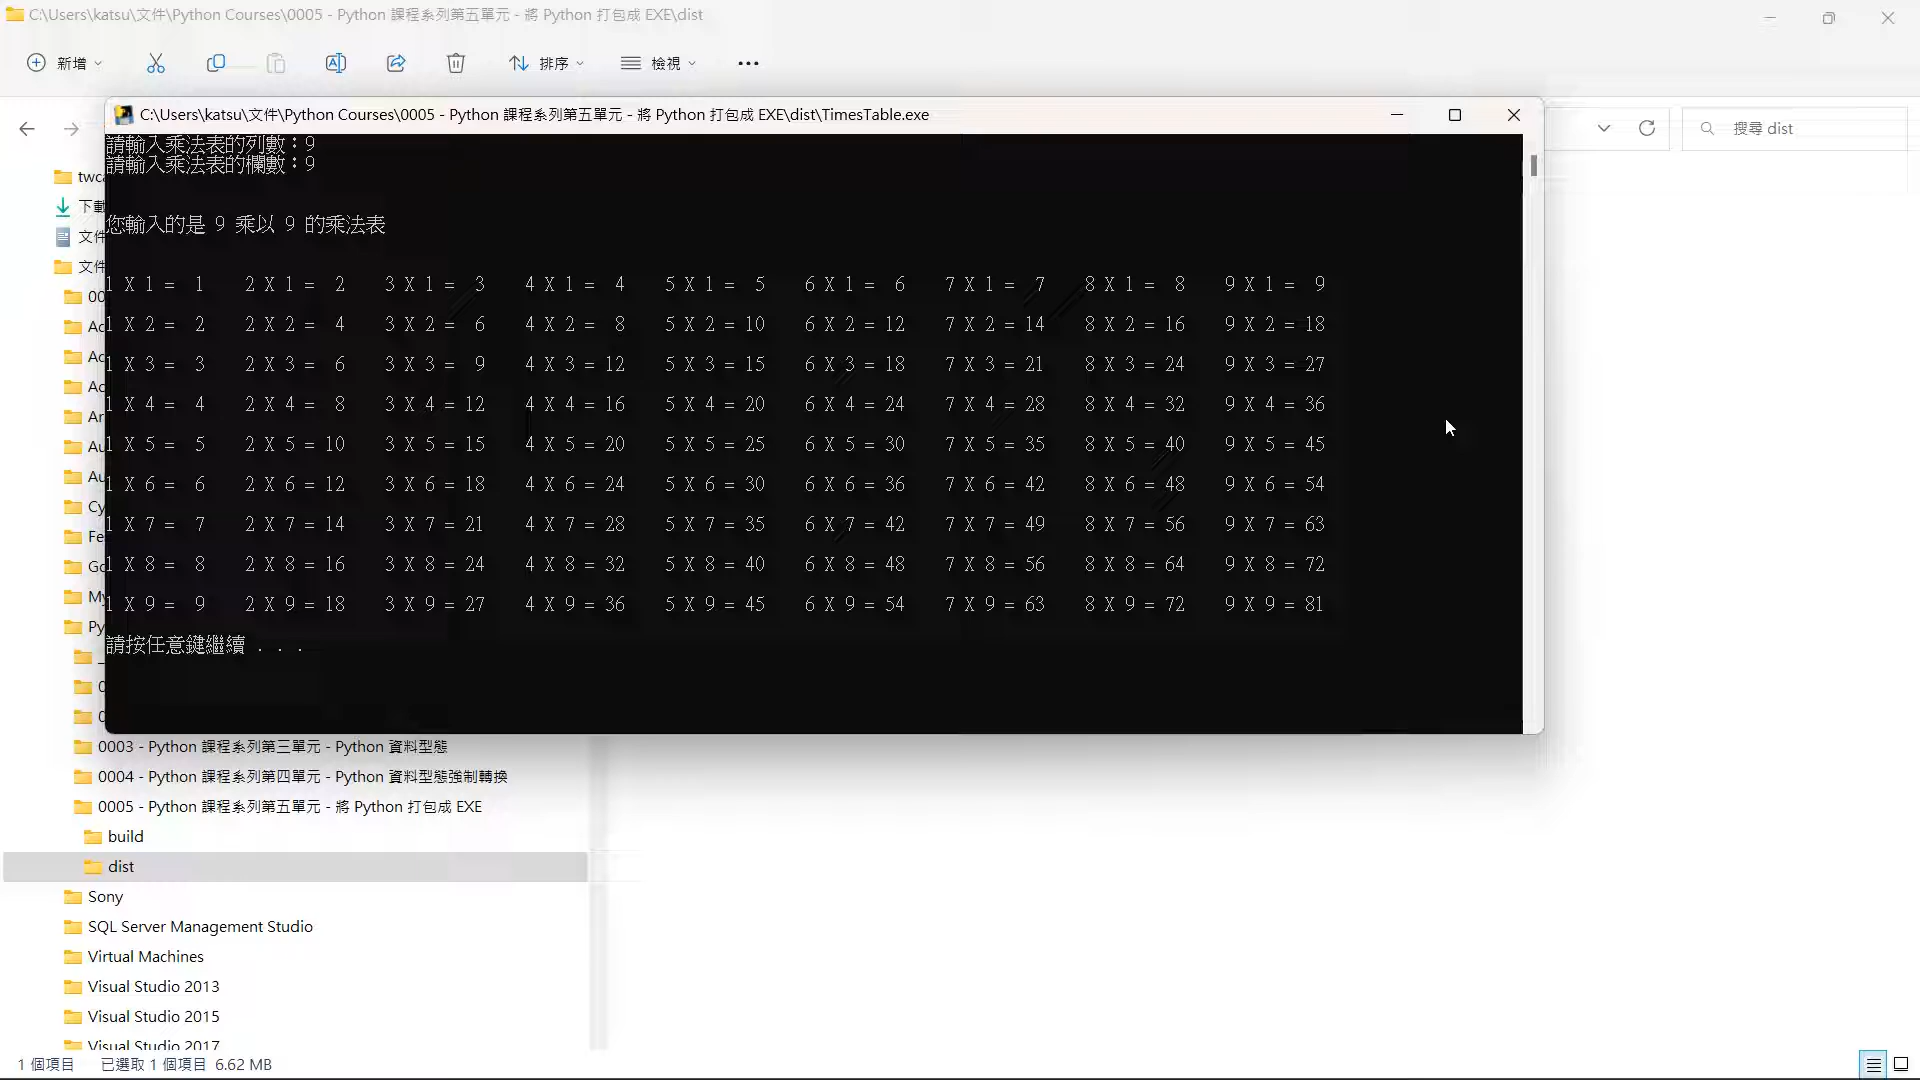 C:\Users\katsu\文件\Python Courses\0005 - Python 課程系列第五單元 - 將 Python 打包成 EXE\dist
新增
排序
檢視
搜尋 dist
C:\Users\katsu\文件\Python Courses\0005 - Python 課程系列第五單元 - 將 Python 打包成 EXE\dist\TimesTable.exe
請輸入乘法表的列數：9
請輸入乘法表的欄數：9
您輸入的是 9 乘以 9 的乘法表
1 X 1 = 1 2 X 1 = 2 3 X 1 = 3 4 X 1 = 4 5 X 1 = 5 6 X 1 = 6 7 X 1 = 7 8 X 1 = 8 9 X 1 = 9
1 X 2 = 2 2 X 2 = 4 3 X 2 = 6 4 X 2 = 8 5 X 2 = 10 6 X 2 = 12 7 X 2 = 14 8 X 2 = 16 9 X 2 = 18
1 X 3 = 3 2 X 3 = 6 3 X 3 = 9 4 X 3 = 12 5 X 3 = 15 6 X 3 = 18 7 X 3 = 21 8 X 3 = 24 9 X 3 = 27
1 X 4 = 4 2 X 4 = 8 3 X 4 = 12 4 X 4 = 16 5 X 4 = 20 6 X 4 = 24 7 X 4 = 28 8 X 4 = 32 9 X 4 = 36
1 X 5 = 5 2 X 5 = 10 3 X 5 = 15 4 X 5 = 20 5 X 5 = 25 6 X 5 = 30 7 X 5 = 35 8 X 5 = 40 9 X 5 = 45
1 X 6 = 6 2 X 6 = 12 3 X 6 = 18 4 X 6 = 24 5 X 6 = 30 6 X 6 = 36 7 X 6 = 42 8 X 6 = 48 9 X 6 = 54
1 X 7 = 7 2 X 7 = 14 3 X 7 = 21 4 X 7 = 28 5 X 7 = 35 6 X 7 = 42 7 X 7 = 49 8 X 7 = 56 9 X 7 = 63
1 X 8 = 8 2 X 8 = 16 3 X 8 = 24 4 X 8 = 32 5 X 8 = 40 6 X 8 = 48 7 X 8 = 56 8 X 8 = 64 9 X 8 = 72
1 X 9 = 9 2 X 9 = 18 3 X 9 = 27 4 X 9 = 36 5 X 9 = 45 6 X 9 = 54 7 X 9 = 63 8 X 9 = 72 9 X 9 = 81
請按任意鍵繼續 . . .
twca
下載
文件
文件
00
Ac
Ac
Ac
Ar
Au
Au
Cy
Fe
Go
My
Py
_
0
0
0003 - Python 課程系列第三單元 - Python 資料型態
0004 - Python 課程系列第四單元 - Python 資料型態強制轉換
0005 - Python 課程系列第五單元 - 將 Python 打包成 EXE
build
dist
Sony
SQL Server Management Studio
Virtual Machines
Visual Studio 2013
Visual Studio 2015
Visual Studio 2017
1 個項目 已選取 1 個項目 6.62 MB